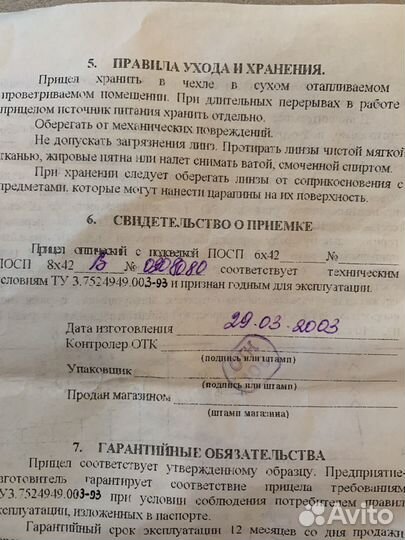 5. ПРАВИЛА УХОДА И ХРАНЕНИЯ.
Прицел хранить в чехле в сухом отапливаемом
проветриваемом помещении. При длительных перерывах в работе
прицелом источник питания хранить отдельно.
Оберегать от механических повреждений.
Не допускать загрязнения линз. Протирать линзы чистой мягкой
тканью, жировые пятна или налет снимать ватой, смоченной спиртом.
При хранении следует оберегать линзы от соприкосновения с
предметами, которые могут нанести царапины на их поверхность.
6. СВИДЕТЕЛЬСТВО О ПРИЕМКЕ
Прицел оптический с подсветкой ПОСП 6х42 №
ПОСП 8х42 В № 0208080 соответствует техническим
условиям ТУ 3.7524949.003-93 и признан годным для эксплуатации.
Дата изготовления 29.03.2003
Контролер ОТК
(подпись или штамп)
ОТК
Упаковщик
(подпись или штамп)
Продан магазином
(штамп магазина)
7. ГАРАНТИЙНЫЕ ОБЯЗАТЕЛЬСТВА
Прицел соответствует утвержденному образцу. Предприятие-
изготовитель гарантирует соответствие прицела требованиям
ТУ3.7524949.003-93 при условии соблюдения потребителем правил
эксплуатации, изложенных в паспорте.
Гарантийный срок эксплуатации 12 месяцев со дня продажи
Avito